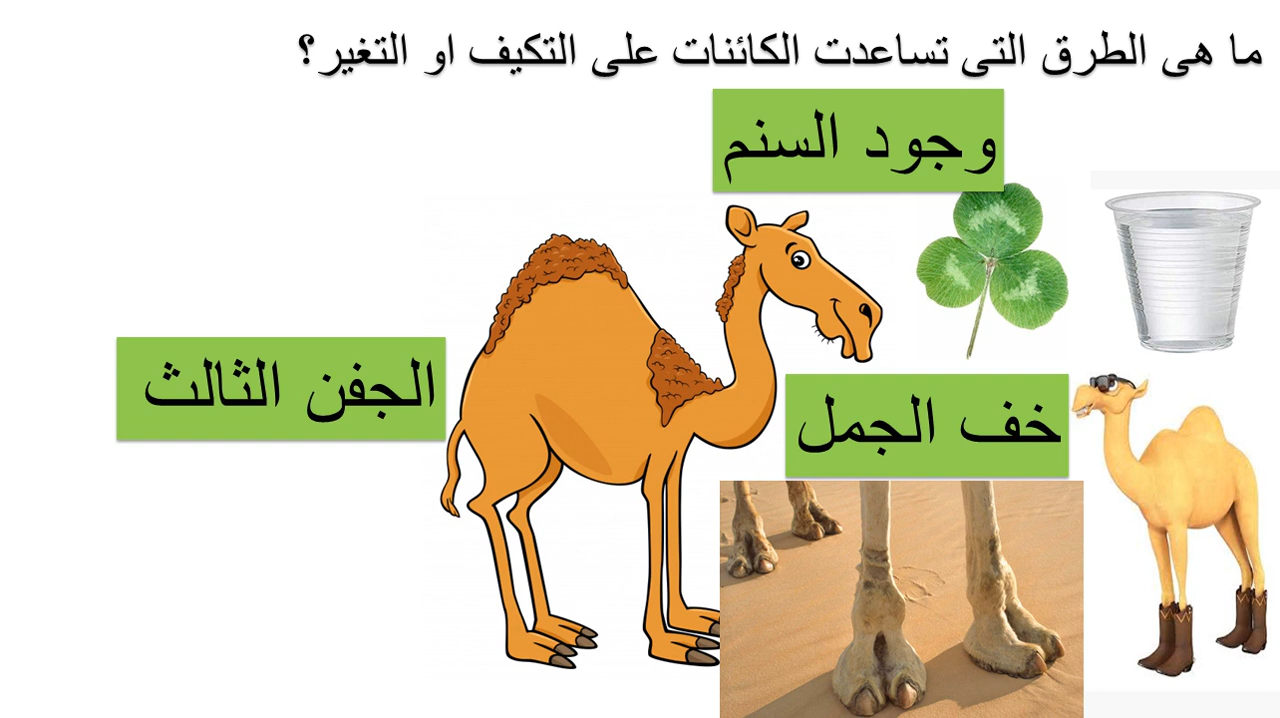 ما هى الطرق التى تساعدت الكائنات على التكيف او التغير؟
وجود السنم
الجفن الثالث
خف الجمل